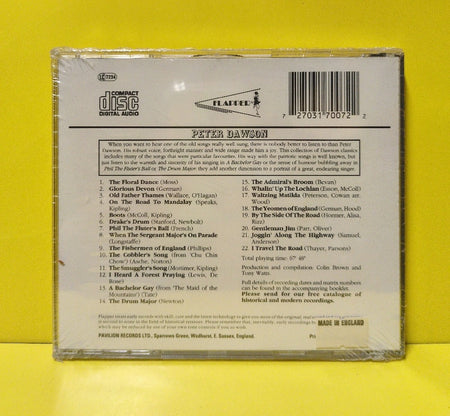 LC 7284
COMPACT
disc
DIGITAL AUDIO
FLAPPER
7 27031 70072 2
PETER DAWSON
When you want to hear one of the old songs really well sung, there is nobody better to listen to than Peter
Dawson. His robust voice, forthright manner and wide range made him a joy. This collection of Dawson classics
includes many of the songs that were particular favourites. His way with the patriotic songs is well known, but
just listen to the warmth and sincerity of his singing as in A Bachelor Gay or the sense of humour bubbling away in
Phil The Fluter's Ball or The Drum Major they add another dimension to a portrait of a great, endearing singer.
1 The Floral Dance (Moss)
2 Glorious Devon (German)
3 Old Father Thames (Wallace, O'Hagan)
4 On The Road To Mandalay (Speaks,
Kipling)
5 Boots (McColl, Kipling)
6 Drake's Drum (Stanford, Newbolt)
7 Phil The Fluter's Ball (French)
8 When The Sergeant Major's On Parade
(Longstaffe)
9 The Fishermen of England (Phillips)
10 The Cobbler's Song (from 'Chu Chin
Chow') (Asche, Norton)
11 The Smuggler's Song (Mortimer, Kipling)
12 I Heard A Forest Praying (Lewis, De
Rose)
13 A Bachelor Gay (from 'The Maid of the
Mountains') (Tate)
14 The Drum Major (Newton)
15 The Admiral's Broom (Bevan)
16 Whalin' Up The Lachlan (Eison, McColl)
17 Waltzing Matilda (Paterson, Cowan arr
Wood)
18 The Yeomen of England (German, Hood)
19 By The Side Of The Road (Hormer, Alisa,
Rizz)
20 Gentleman Jim (Parr, Oliver)
21 Joggin' Along The Highway (Samuel,
Anderson)
22 I Travel The Road (Thayer, Parsons)
Total playing time: 67' 48"
Production and compilation: Colin Brown and
Tony Watts
Full details of recording dates and matrix numbers
can be found in the accompanying booklet.
Please send for our free catalogue of
historical and modern recordings.
MADE IN ENGLAND
PAVILION RECORDS LTD., Sparrows Green, Wadhurst, E. Sussex, England.